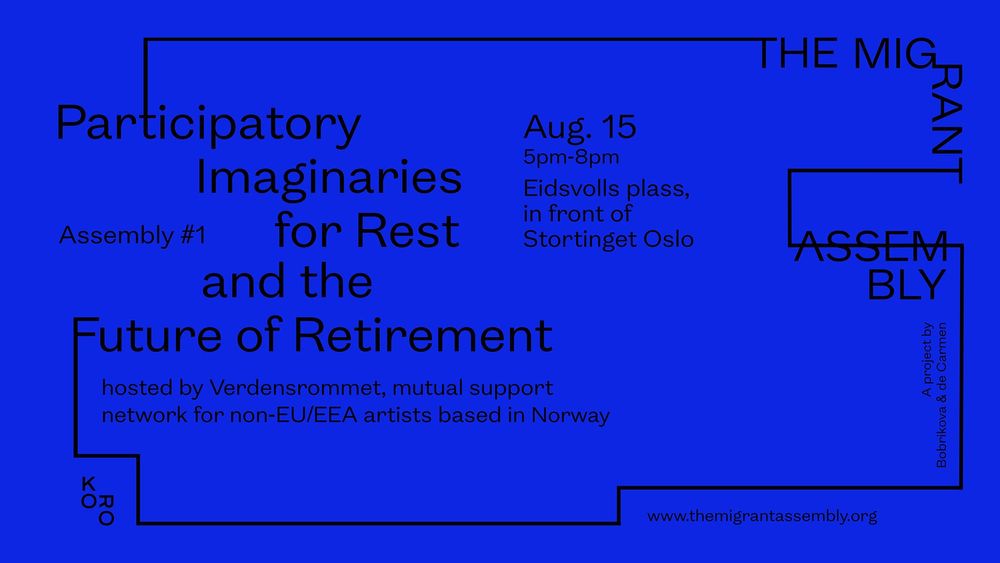 THE MIGRANT
ASSEM
BLY
Participatory
Imaginaries
for Rest
and the
Future of Retirement
Assembly #1
Aug. 15
5pm-8pm
Eidsvolls plass,
in front of
Stortinget Oslo
hosted by Verdensrommet, mutual support
network for non-EU/EEA artists based in Norway
A project by
Bobrikova & de Carmen
KORO
www.themigrantassembly.org